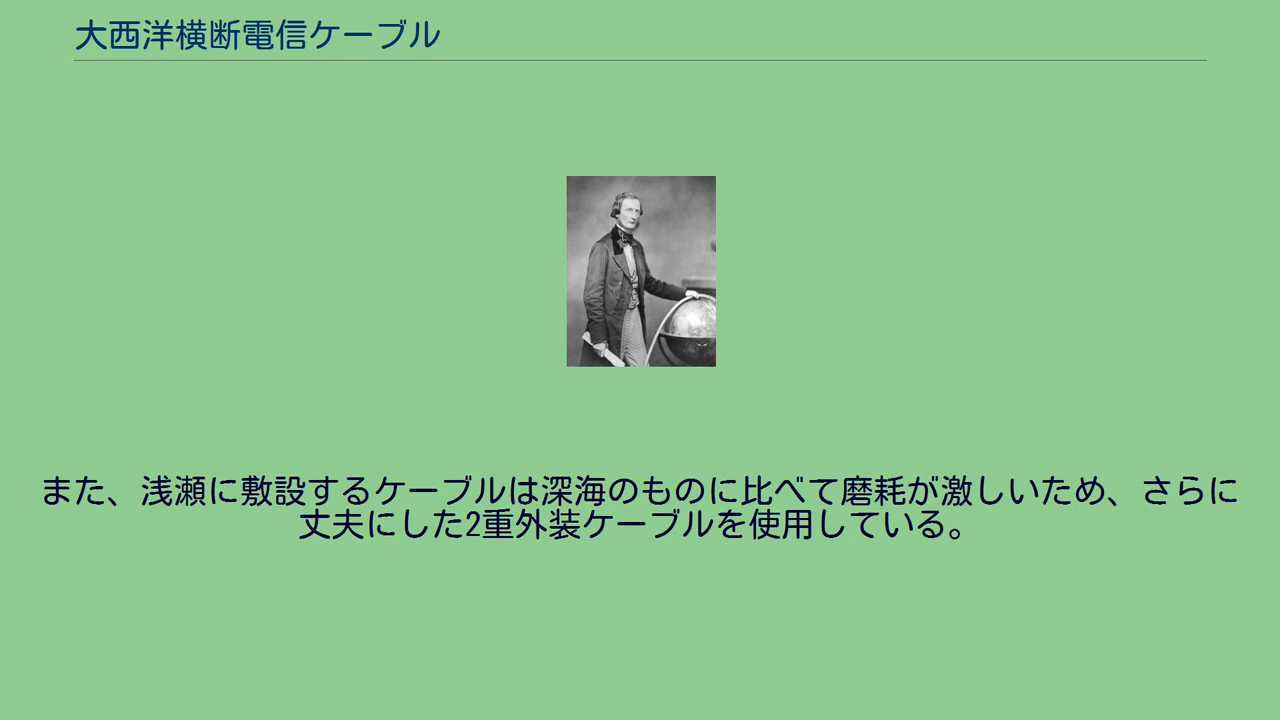 大西洋横断電信ケーブル
また、浅瀬に敷設するケーブルは深海のものに比べて磨耗が激しいため、さらに
丈夫にした2重外装ケーブルを使用している。